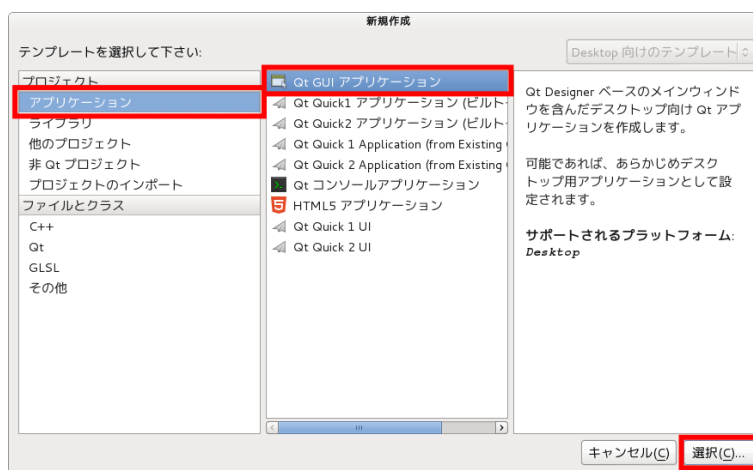 新規作成
テンプレートを選択して下さい:
Desktop 向けのテンプレート
プロジェクト
アプリケーション
ライブラリ
他のプロジェクト
非 Qt プロジェクト
プロジェクトのインポート
ファイルとクラス
C++
Qt
GLSL
その他
Qt GUI アプリケーション
Qt Quick1 アプリケーション (ビルト
Qt Quick2 アプリケーション (ビルト
Qt Quick 1 Application (from Existing
Qt Quick 2 Application (from Existing
Qt コンソールアプリケーション
HTML5 アプリケーション
Qt Quick 1 UI
Qt Quick 2 UI
Qt Designer ベースのメインウィンド
ウを含んだデスクトップ向け Qt アプ
リケーションを作成します。
可能であれば、あらかじめデスク
トップ用アプリケーションとして設
定されます。
サポートされるプラットフォーム:
Desktop
キャンセル(C)
選択(C)...